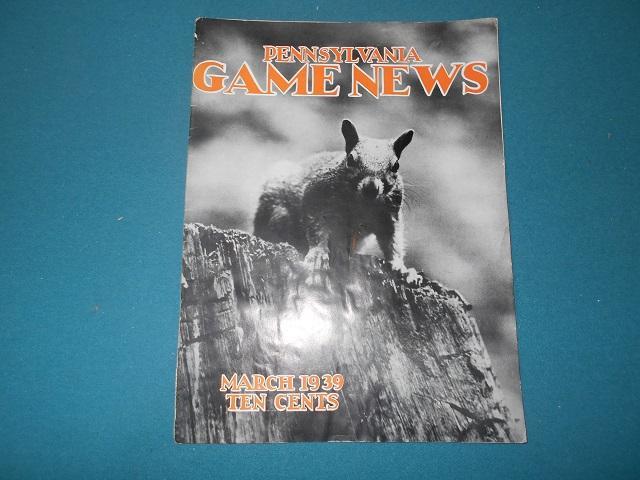 PENNSYLVANIA
GAME NEWS
MARCH 1939
TEN CENTS